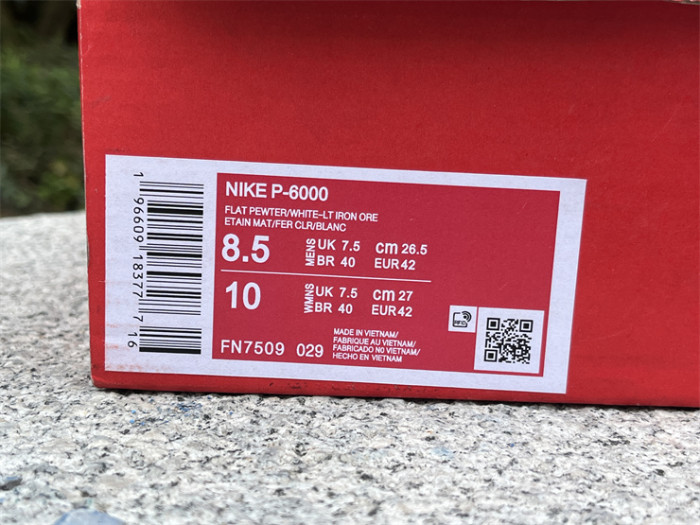 NIKE P-6000
FLAT PEWTER/WHITE-LT IRON ORE
ETAIN MAT/FER CLR/BLANC
8.5 MENS UK 7.5 cm 26.5
BR 40 EUR 42
10 WMNS UK 7.5 cm 27
BR 40 EUR 42
FN7509 029
MADE IN VIETNAM/
FABRIQUE AU VIETNAM/
FABRICADO NO VIETNAM/
HECHO EN VIETNAM
1 96609 18377 7 16